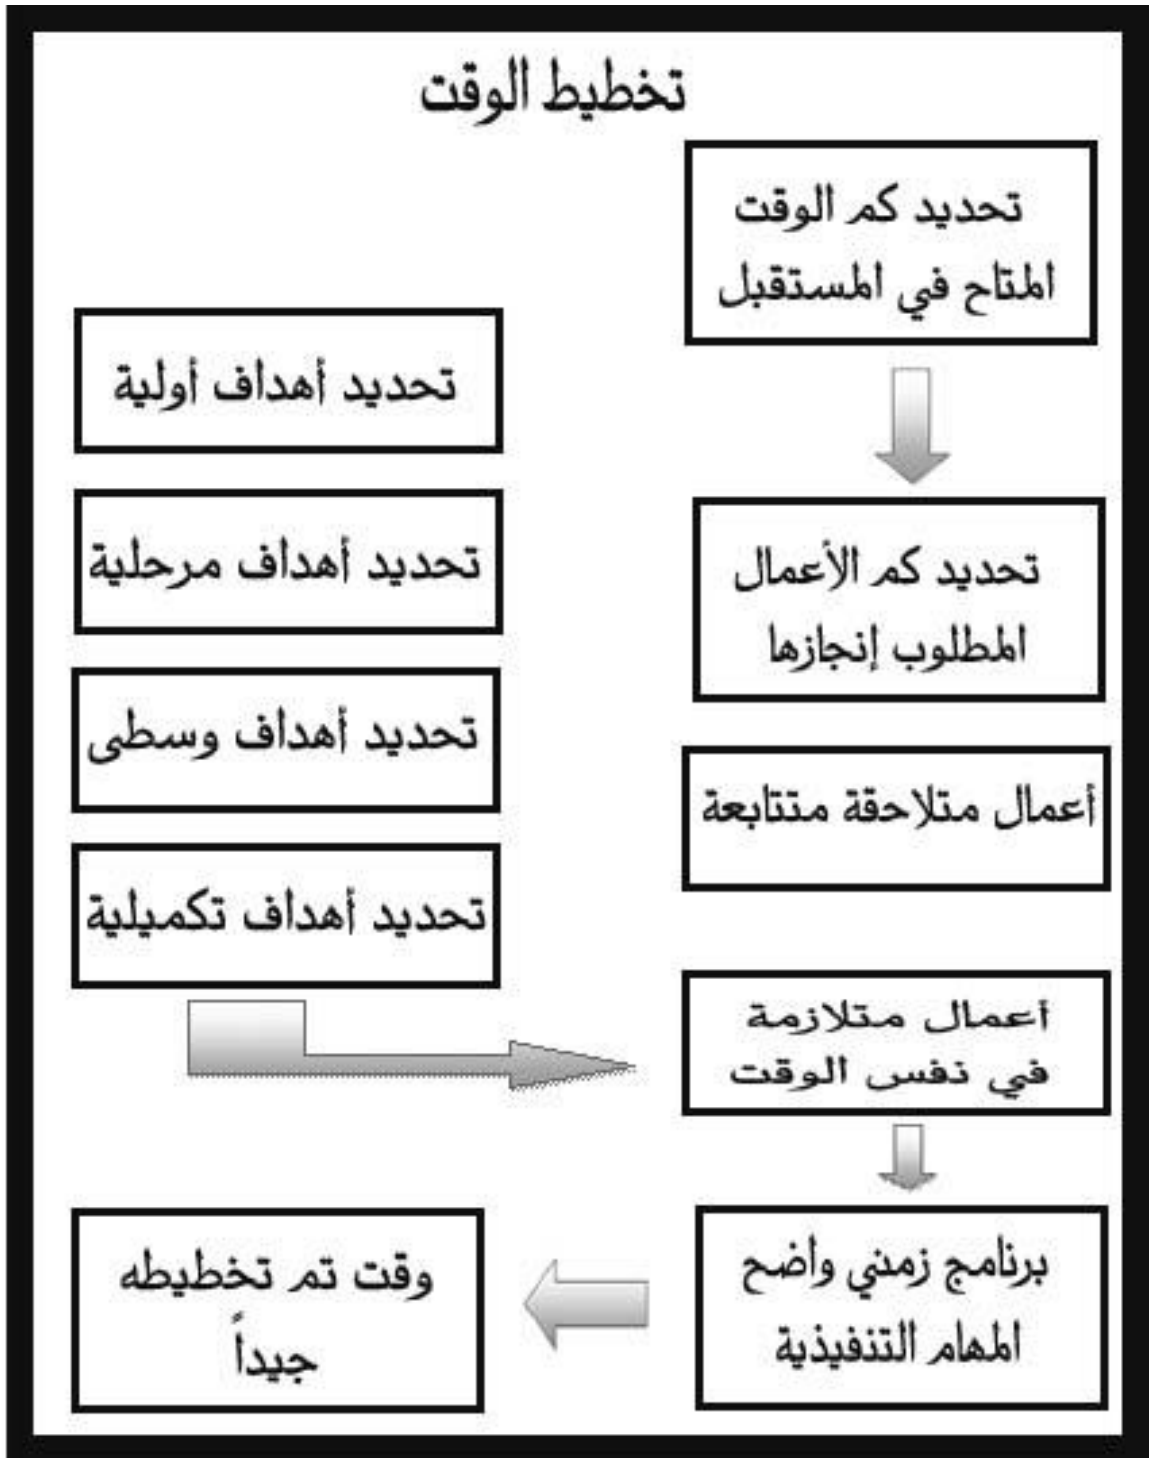 تخطيط الوقت
تحديد كم الوقت
المتاح في المستقبل
تحديد كم الأعمال
المطلوب إنجازها
أعمال متلاحقة متتابعة
أعمال متلازمة
في نفس الوقت
تحديد أهداف أولية
تحديد أهداف مرحلية
تحديد أهداف وسطى
تحديد أهداف تكميلية
برنامج زمني واضح
المهام التنفيذية
وقت تم تخطيطه
جيداً